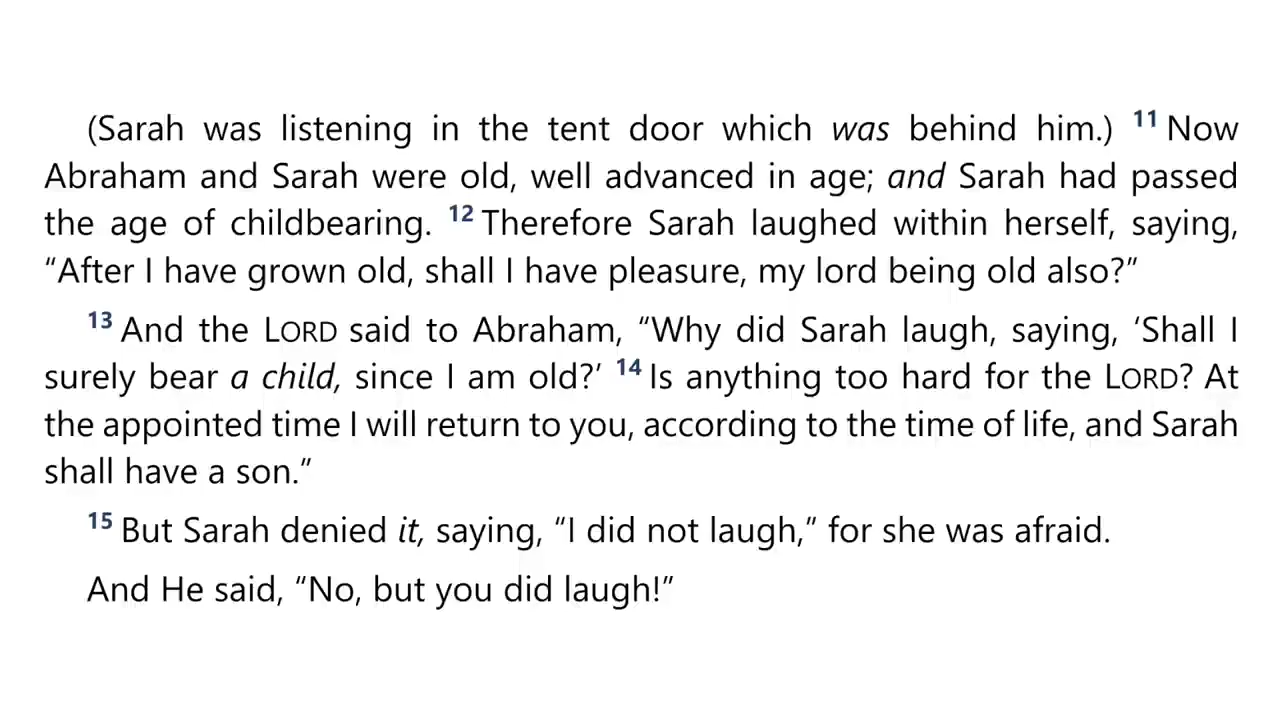 (Sarah was listening in the tent door which was behind him.) 11 Now
Abraham and Sarah were old, well advanced in age; and Sarah had passed
the age of childbearing. 12 Therefore Sarah laughed within herself, saying,
“After I have grown old, shall I have pleasure, my lord being old also?”
13 And the LORD said to Abraham, “Why did Sarah laugh, saying, ‘Shall I
surely bear a child, since I am old?’ 14 Is anything too hard for the LORD? At
the appointed time I will return to you, according to the time of life, and Sarah
shall have a son.”
15 But Sarah denied it, saying, “I did not laugh,” for she was afraid.
And He said, “No, but you did laugh!”